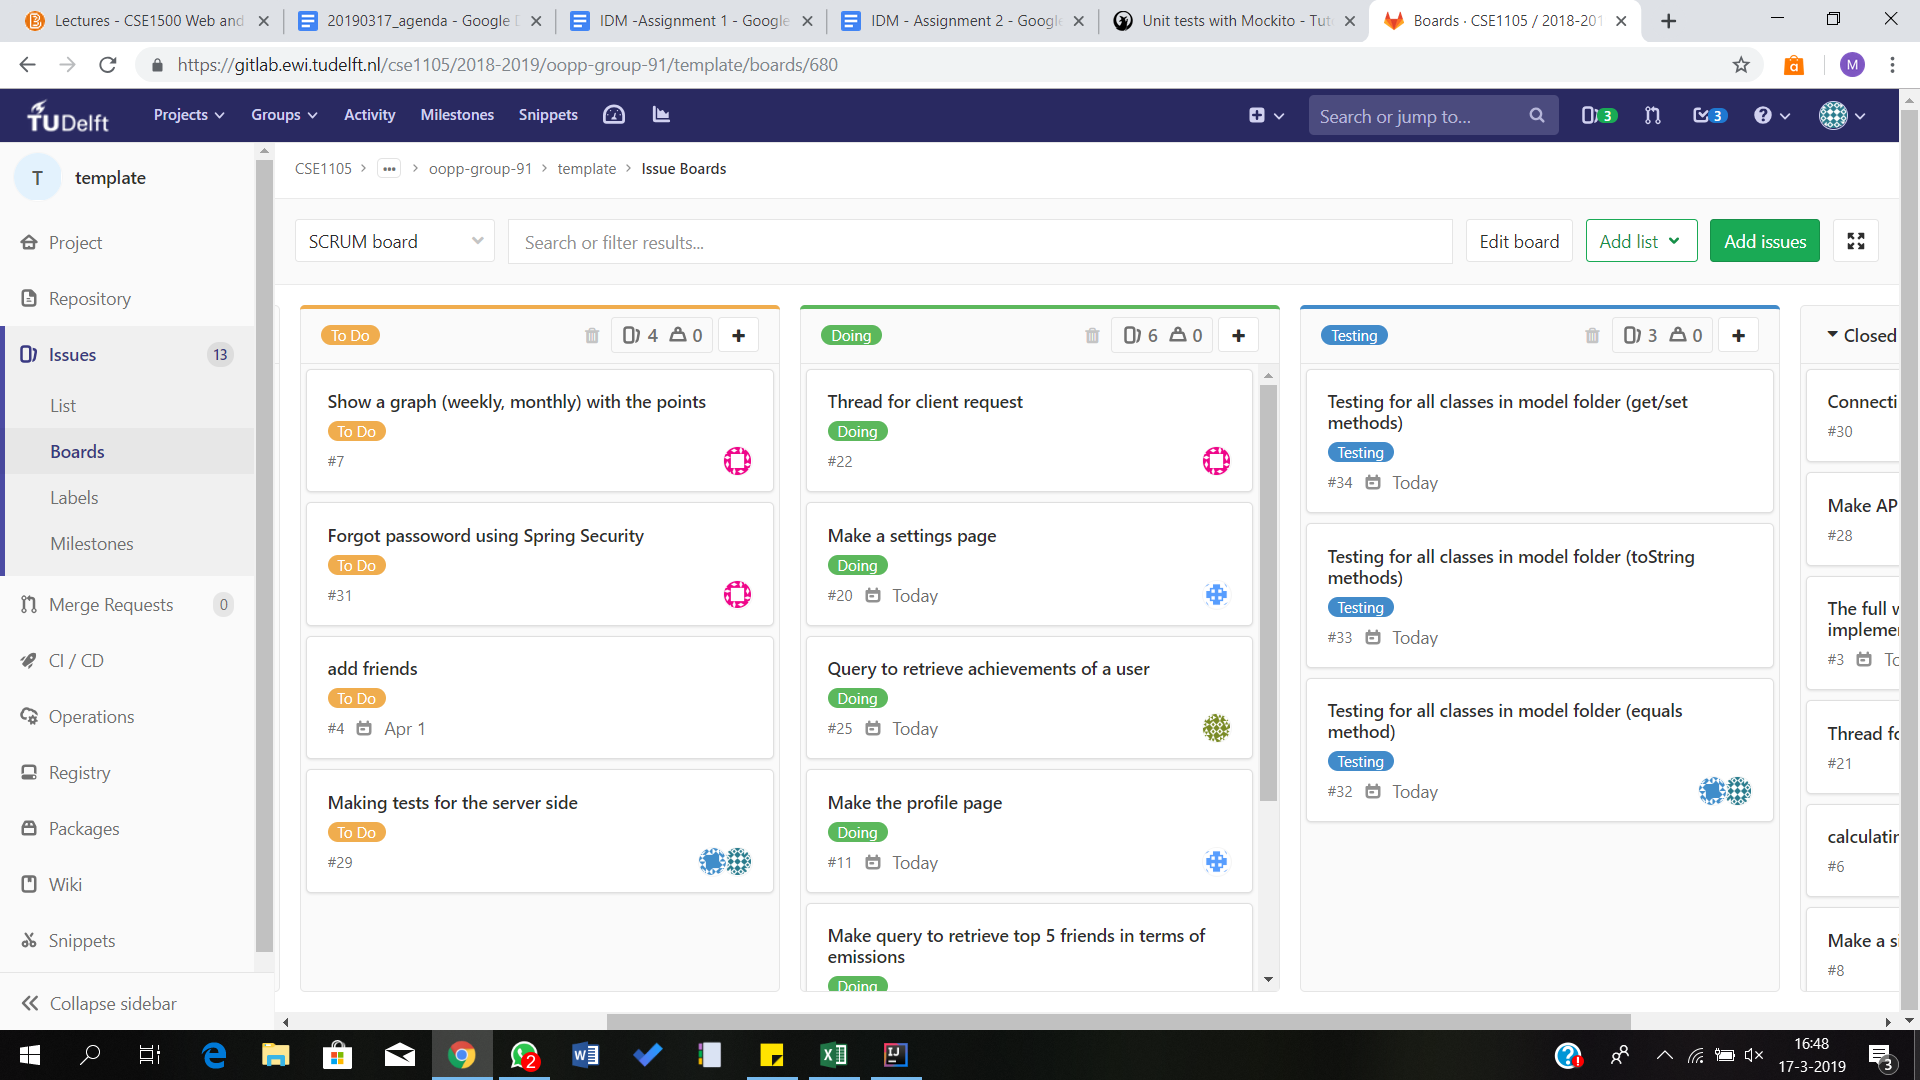 Lectures - CSE1500 Web and
20190317_agenda - Google D
IDM -Assignment 1 - Google
IDM - Assignment 2 - Google
Unit tests with Mockito - Tut
Boards · CSE1105 / 2018-201
https://gitlab.ewi.tudelft.nl/cse1105/2018-2019/oopp-group-91/template/boards/680
M
TUDelft
Projects
Groups
Activity
Milestones
Snippets
Search or jump to...
3
3
T
template
Project
Repository
Issues
13
List
Boards
Labels
Milestones
Merge Requests
0
CI / CD
Operations
Registry
Packages
Wiki
Snippets
Collapse sidebar
CSE1105 > ... > oopp-group-91 > template > Issue Boards
SCRUM board
Search or filter results...
Edit board
Add list
Add issues
To Do
4
0
+
Show a graph (weekly, monthly) with the points
To Do
#7
Forgot passoword using Spring Security
To Do
#31
add friends
To Do
#4 Apr 1
Making tests for the server side
To Do
#29
Doing
6
0
+
Thread for client request
Doing
#22
Make a settings page
Doing
#20 Today
Query to retrieve achievements of a user
Doing
#25 Today
Make the profile page
Doing
#11 Today
Make query to retrieve top 5 friends in terms of
emissions
Doing
Testing
3
0
+
Testing for all classes in model folder (get/set
methods)
Testing
#34 Today
Testing for all classes in model folder (toString
methods)
Testing
#33 Today
Testing for all classes in model folder (equals
method)
Testing
#32 Today
Closed
Connecti
#30
Make AP
#28
The full w
implemen
#3 To
Thread fo
#21
calculatin
#6
Make a si
#8
2
16:48
17-3-2019
3